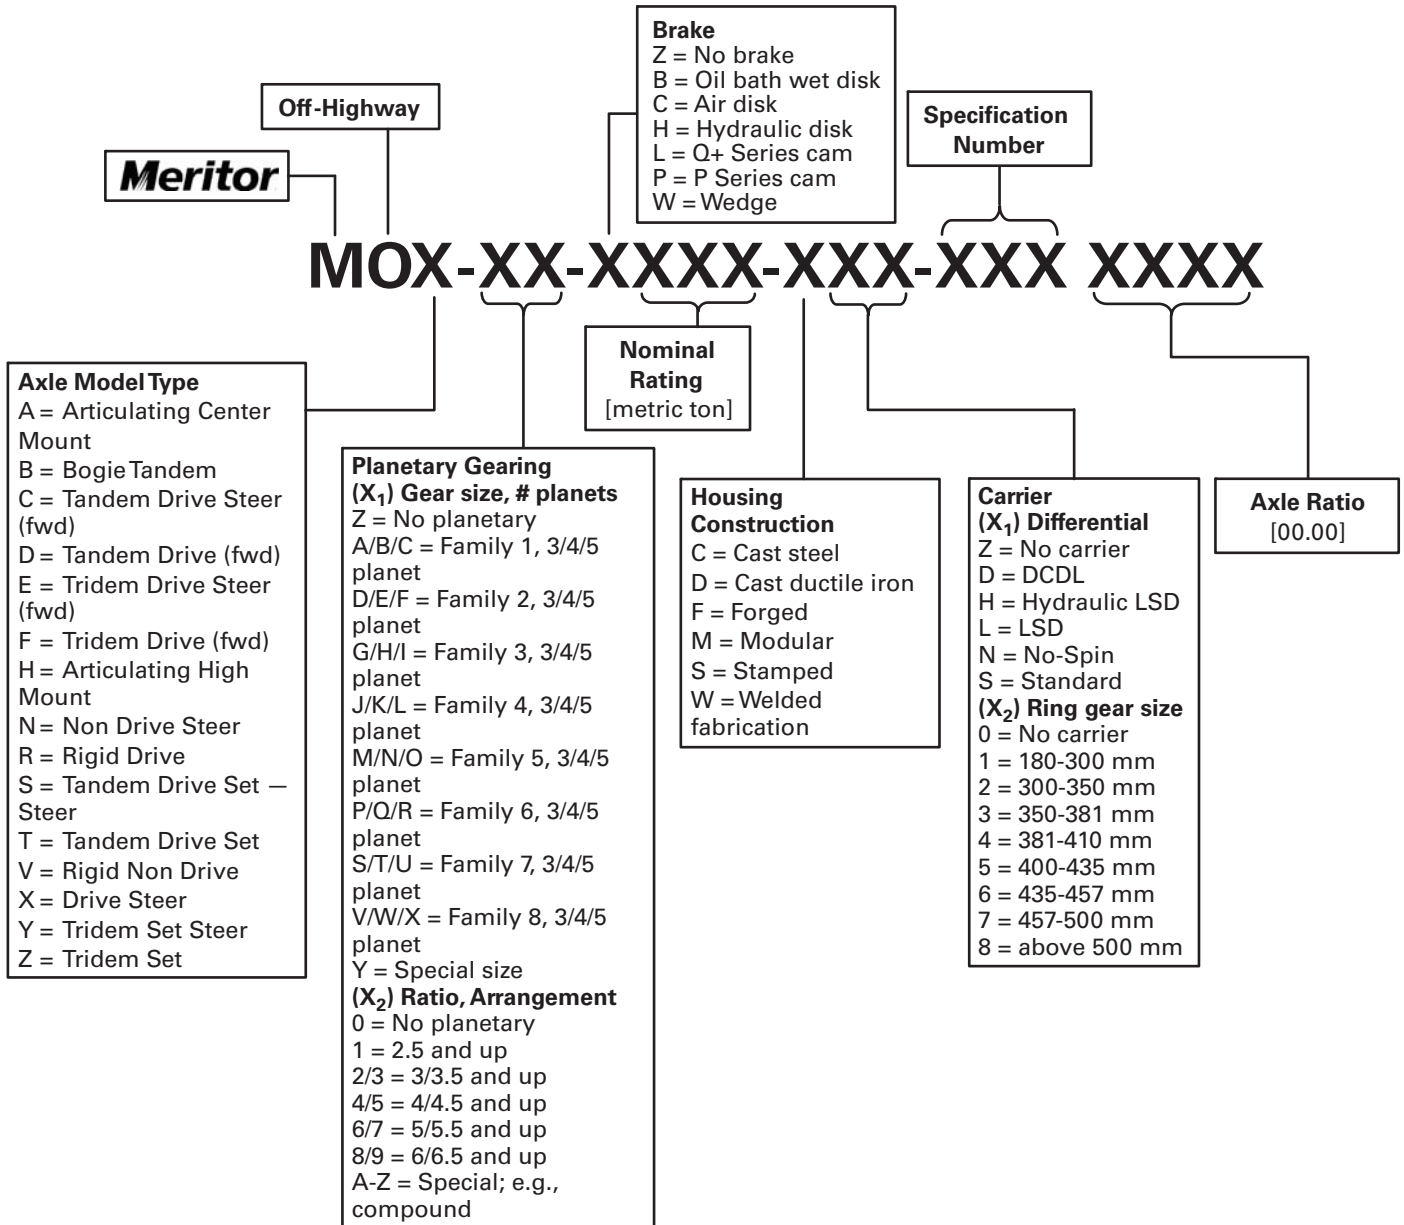 Brake
Z = No brake
B = Oil bath wet disk
C = Air disk
H = Hydraulic disk
L = Q+ Series cam
P = P Series cam
W = Wedge
Off-Highway
Specification
Number
Meritor
MOX-XX-XXXX-XXX-XXX XXXX
Nominal
Rating
[metric ton]
Axle Model Type
A = Articulating Center
Mount
B = Bogie Tandem
C = Tandem Drive Steer
(fwd)
D = Tandem Drive (fwd)
E = Tridem Drive Steer
(fwd)
F = Tridem Drive (fwd)
H = Articulating High
Mount
N = Non Drive Steer
R = Rigid Drive
S = Tandem Drive Set —
Steer
T = Tandem Drive Set
V = Rigid Non Drive
X = Drive Steer
Y = Tridem Set Steer
Z = Tridem Set
Planetary Gearing
(X1) Gear size, # planets
Z = No planetary
A/B/C = Family 1, 3/4/5
planet
D/E/F = Family 2, 3/4/5
planet
G/H/I = Family 3, 3/4/5
planet
J/K/L = Family 4, 3/4/5
planet
M/N/O = Family 5, 3/4/5
planet
P/Q/R = Family 6, 3/4/5
planet
S/T/U = Family 7, 3/4/5
planet
V/W/X = Family 8, 3/4/5
planet
Y = Special size
(X2) Ratio, Arrangement
0 = No planetary
1 = 2.5 and up
2/3 = 3/3.5 and up
4/5 = 4/4.5 and up
6/7 = 5/5.5 and up
8/9 = 6/6.5 and up
A-Z = Special; e.g.,
compound
Housing
Construction
C = Cast steel
D = Cast ductile iron
F = Forged
M = Modular
S = Stamped
W = Welded
fabrication
Carrier
(X1) Differential
Z = No carrier
D = DCDL
H = Hydraulic LSD
L = LSD
N = No-Spin
S = Standard
(X2) Ring gear size
0 = No carrier
1 = 180-300 mm
2 = 300-350 mm
3 = 350-381 mm
4 = 381-410 mm
5 = 400-435 mm
6 = 435-457 mm
7 = 457-500 mm
8 = above 500 mm
Axle Ratio
[00.00]